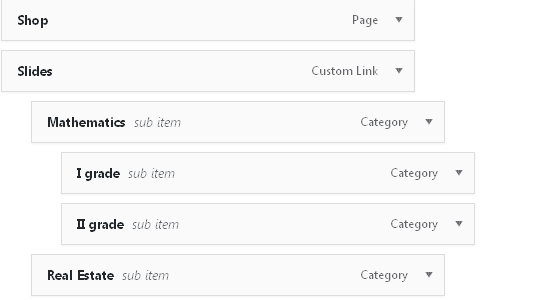 Shop Page
Slides Custom Link
Mathematics sub item Category
I grade sub item Category
II grade sub item Category
Real Estate sub item Category